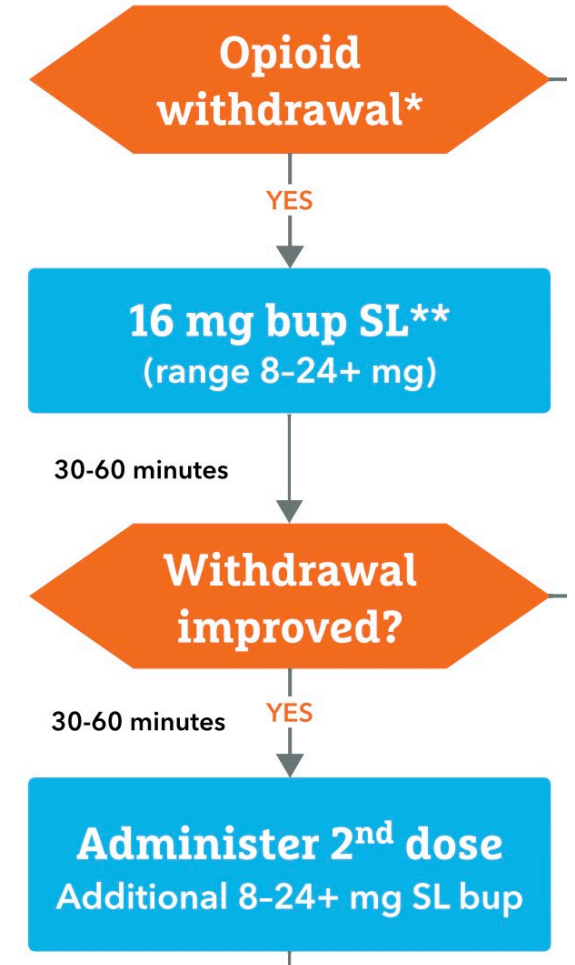 Opioid
withdrawal*
YES
16 mg bup SL**
(range 8–24+ mg)
30-60 minutes
Withdrawal
improved?
30-60 minutes
YES
Administer 2nd dose
Additional 8–24+ mg SL bup